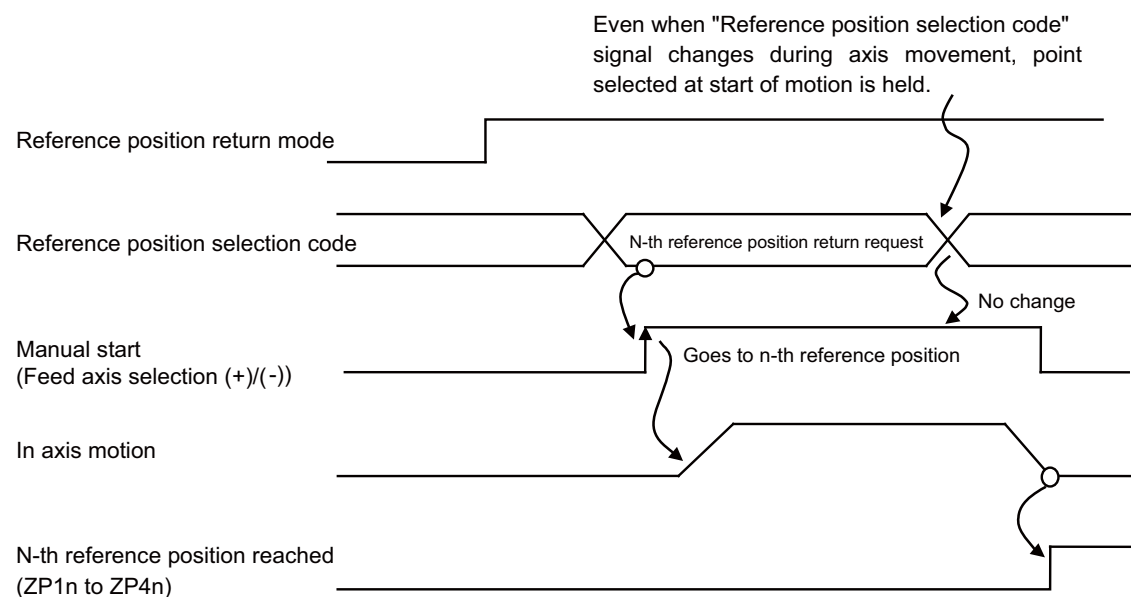 Even when "Reference position selection code"
signal changes during axis movement, point
selected at start of motion is held.
Reference position return mode
Reference position selection code
N-th reference position return request
No change
Manual start
(Feed axis selection (+)/(-))
Goes to n-th reference position
In axis motion
N-th reference position reached
(ZP1n to ZP4n)